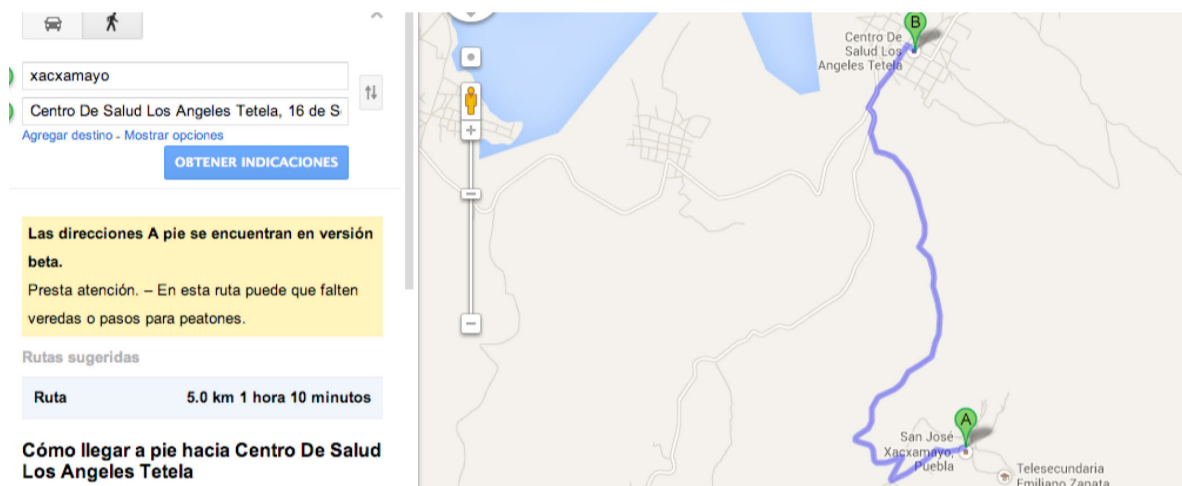 xacxamayo
Centro De Salud Los Angeles Tetela, 16 de S
Agregar destino - Mostrar opciones
OBTENER INDICACIONES
Las direcciones A pie se encuentran en versión
beta.
Presta atención. – En esta ruta puede que falten
veredas o pasos para peatones.
Rutas sugeridas
Ruta 5.0 km 1 hora 10 minutos
Cómo llegar a pie hacia Centro De Salud
Los Angeles Tetela
B
Centro De
Salud Los
Angeles Tetela
A
San José
Xacxamayo,
Puebla
Telesecundaria
Emiliano Zapata